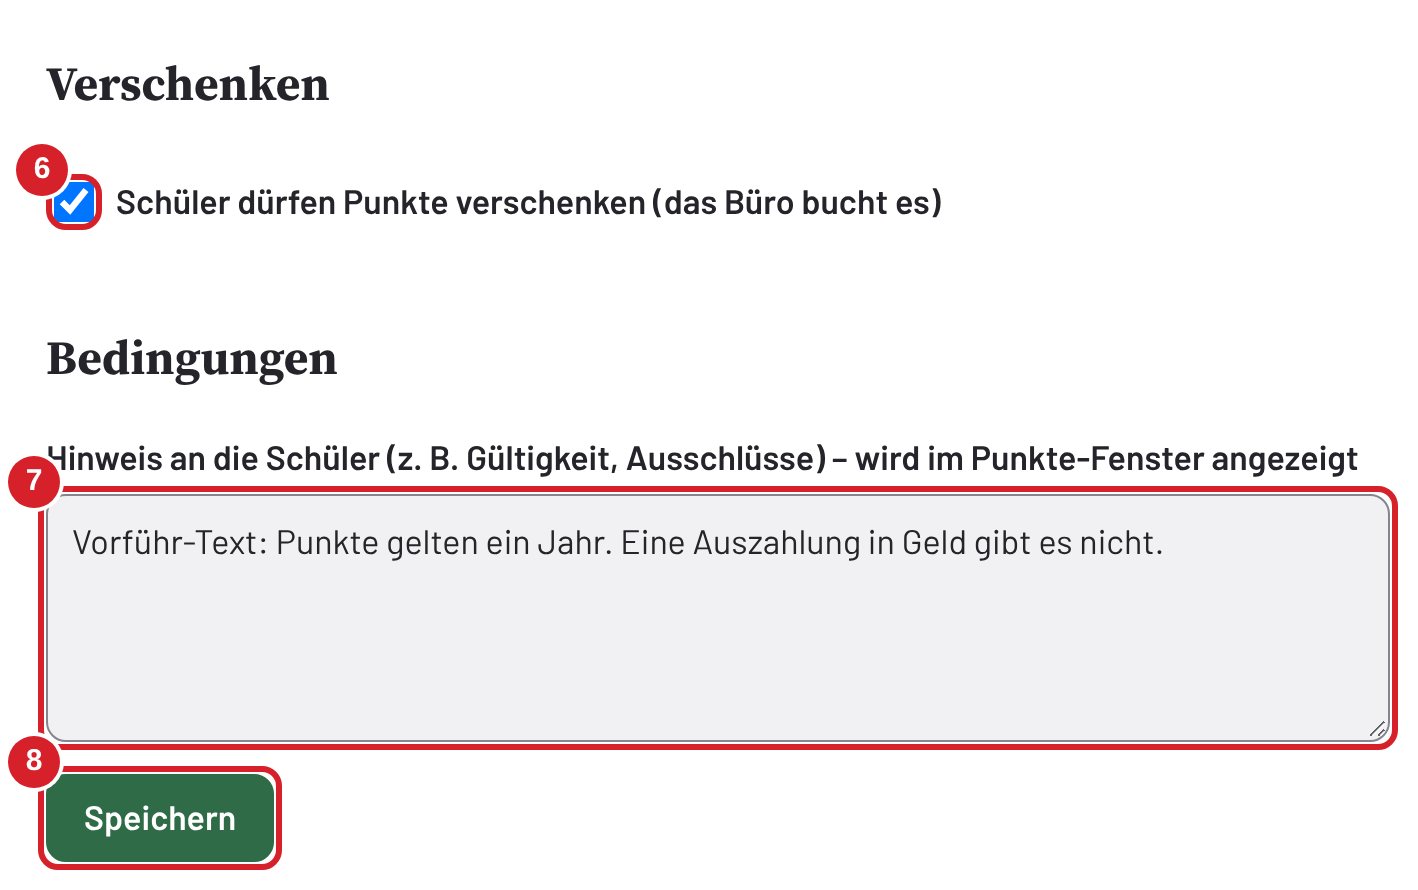 Verschenken
6
Schüler dürfen Punkte verschenken (das Büro bucht es)
Bedingungen
Hinweis an die Schüler (z. B. Gültigkeit, Ausschlüsse) – wird im Punkte-Fenster angezeigt
7
Vorführ-Text: Punkte gelten ein Jahr. Eine Auszahlung in Geld gibt es nicht.
8
Speichern